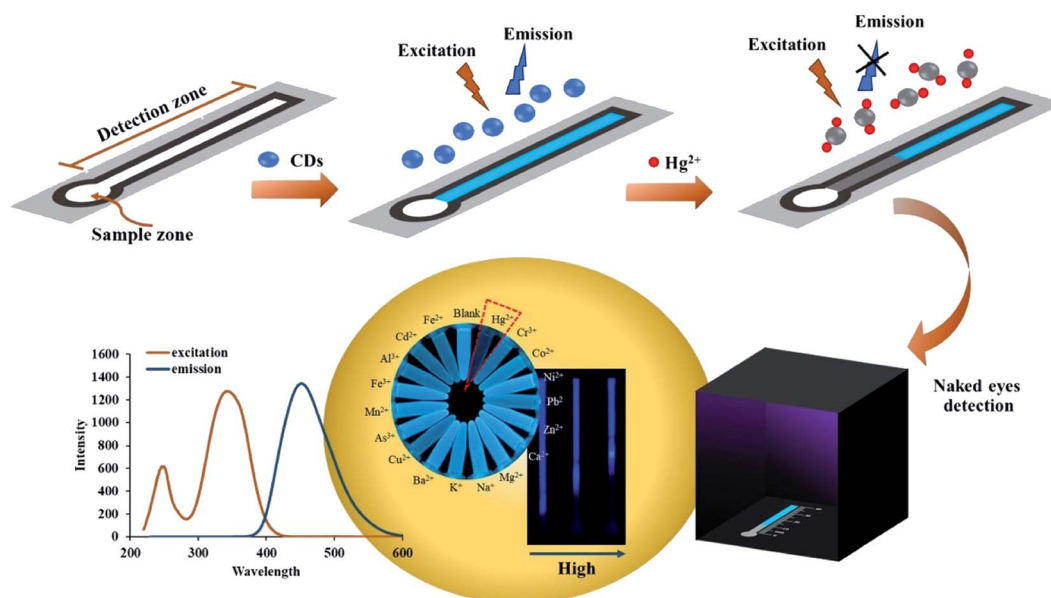 Detection zone
Sample zone
CDs
Excitation
Emission
Hg²⁺
Excitation
Emission
Naked eyes
detection
1600
1400
1200
1000
800
600
400
200
0
Intensity
excitation
emission
200
300
400
500
600
Wavelength
Blank
Hg²⁺
Cr³⁺
Co²⁺
Ni²⁺
Pb²
Zn²⁺
Ca²⁺
Mg²⁺
Na⁺
K⁺
Ba²⁺
Cu²⁺
As³⁺
Mn²⁺
Fe³⁺
Al³⁺
Cd²⁺
Fe²⁺
High